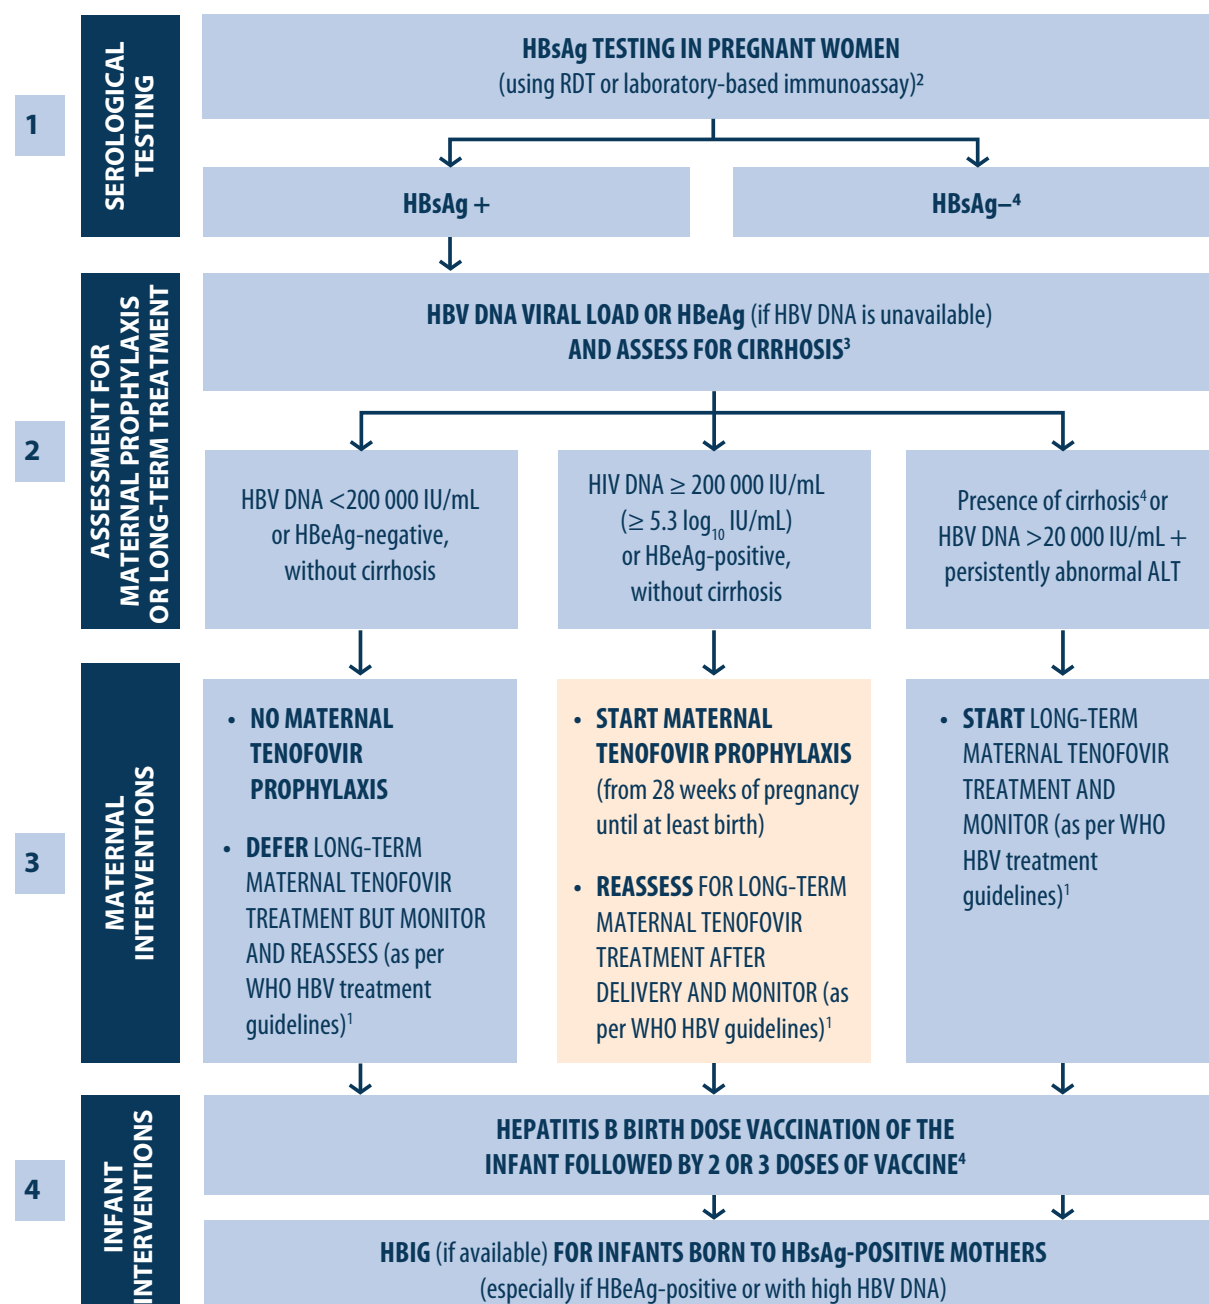 1
SEROLOGICAL
TESTING
HBsAg TESTING IN PREGNANT WOMEN
(using RDT or laboratory-based immunoassay)²
HBsAg +
HBsAg–⁴
2
ASSESSMENT FOR
MATERNAL PROPHYLAXIS
OR LONG-TERM TREATMENT
HBV DNA VIRAL LOAD OR HBeAg (if HBV DNA is unavailable)
AND ASSESS FOR CIRRHOSIS³
HBV DNA <200 000 IU/mL
or HBeAg-negative,
without cirrhosis
HIV DNA ≥ 200 000 IU/mL
(≥ 5.3 log₁₀ IU/mL)
or HBeAg-positive,
without cirrhosis
Presence of cirrhosis⁴ or
HBV DNA >20 000 IU/mL +
persistently abnormal ALT
3
MATERNAL
INTERVENTIONS
• NO MATERNAL
TENOFOVIR
PROPHYLAXIS
• DEFER LONG-TERM
MATERNAL TENOFOVIR
TREATMENT BUT MONITOR
AND REASSESS (as per
WHO HBV treatment
guidelines)¹
• START MATERNAL
TENOFOVIR PROPHYLAXIS
(from 28 weeks of pregnancy
until at least birth)
• REASSESS FOR LONG-TERM
MATERNAL TENOFOVIR
TREATMENT AFTER
DELIVERY AND MONITOR (as
per WHO HBV guidelines)¹
• START LONG-TERM
MATERNAL TENOFOVIR
TREATMENT AND
MONITOR (as per WHO
HBV treatment
guidelines)¹
4
INFANT
INTERVENTIONS
HEPATITIS B BIRTH DOSE VACCINATION OF THE
INFANT FOLLOWED BY 2 OR 3 DOSES OF VACCINE⁴
HBIG (if available) FOR INFANTS BORN TO HBsAg-POSITIVE MOTHERS
(especially if HBeAg-positive or with high HBV DNA)